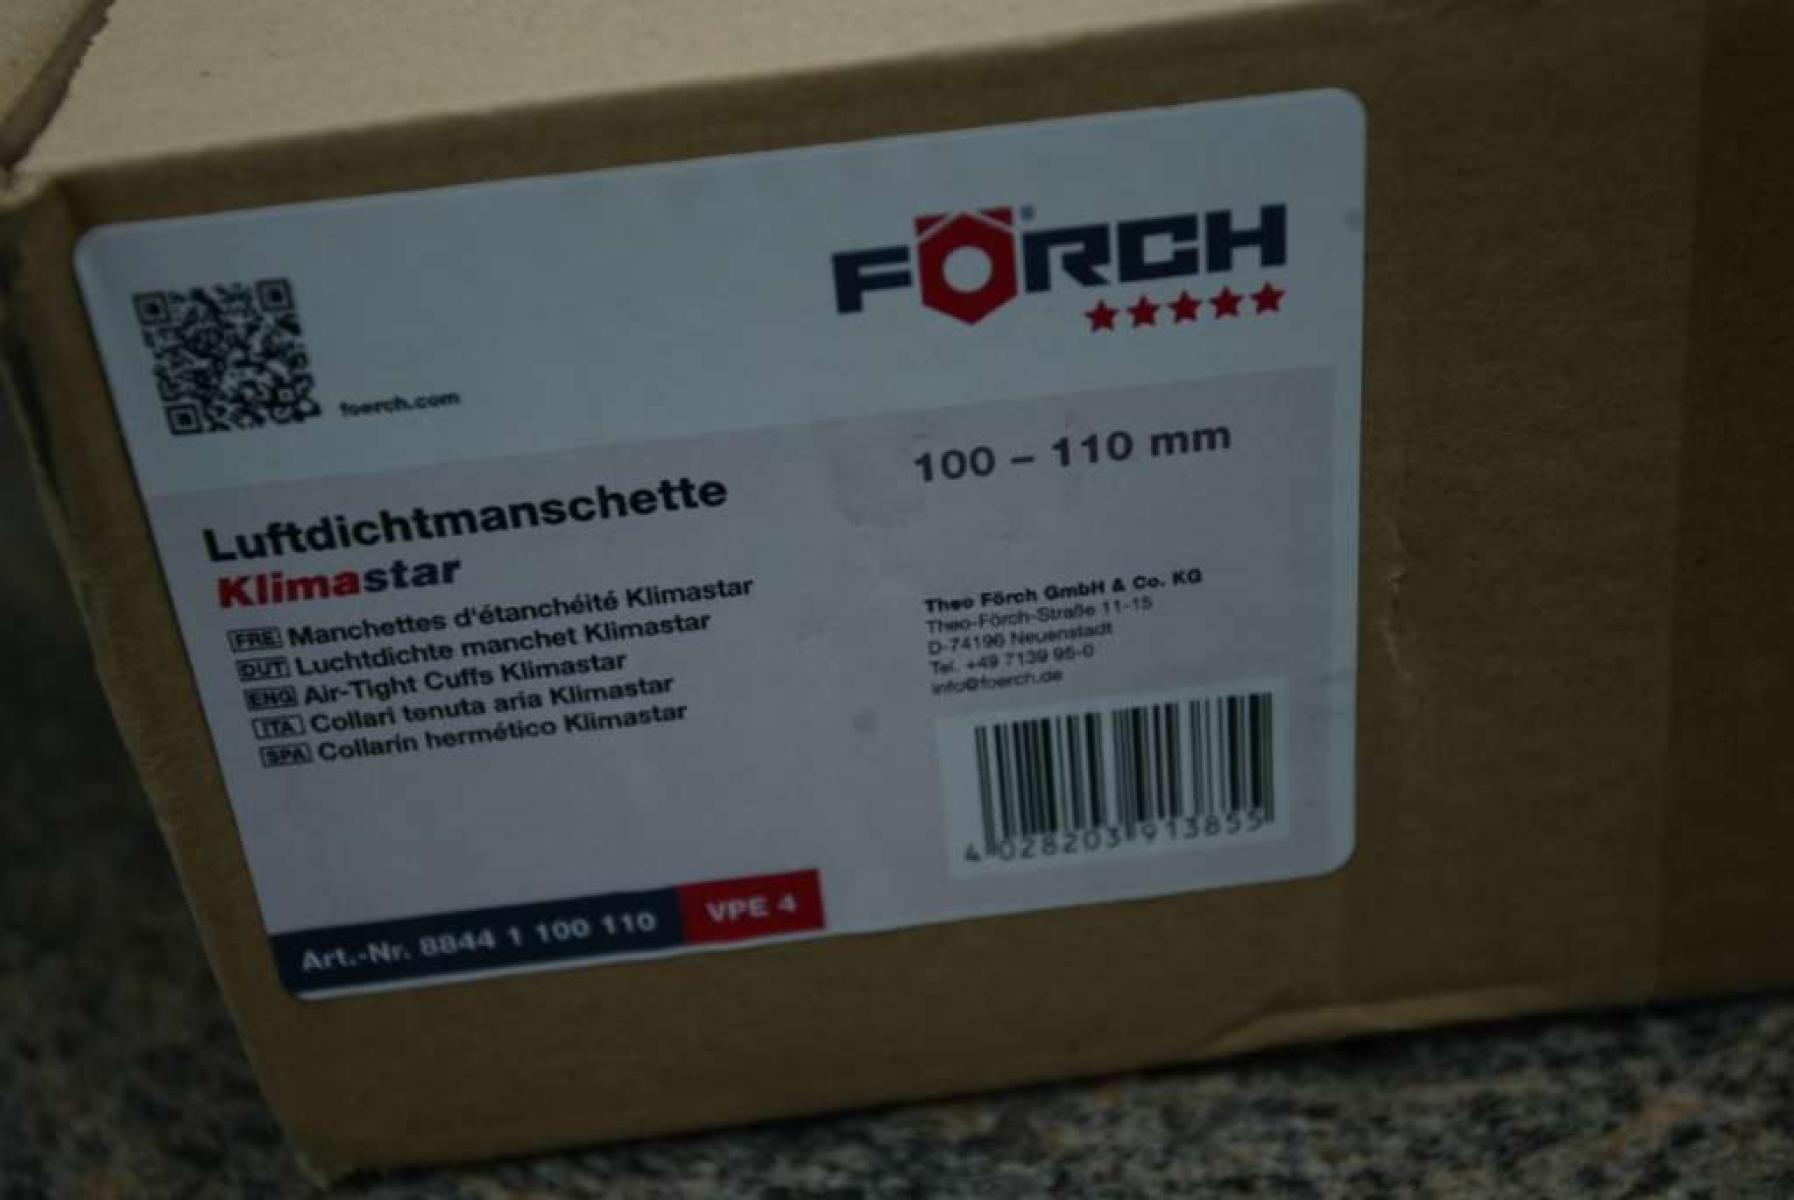 FÖRCH®
foerch.com
100 – 110 mm
Luftdichtmanschette
Klimastar
FRE Manchettes d'étanchéité Klimastar
DUT Luchtdichte manchet Klimastar
ENG Air-Tight Cuffs Klimastar
ITA Collari tenuta aria Klimastar
SPA Collarín hermético Klimastar
Theo Förch GmbH & Co. KG
Theo-Förch-Straße 11-15
D-74196 Neuenstadt
Tel. +49 7139 95-0
info@foerch.de
4 028203 913855
Art.-Nr. 8844 1 100 110
VPE 4